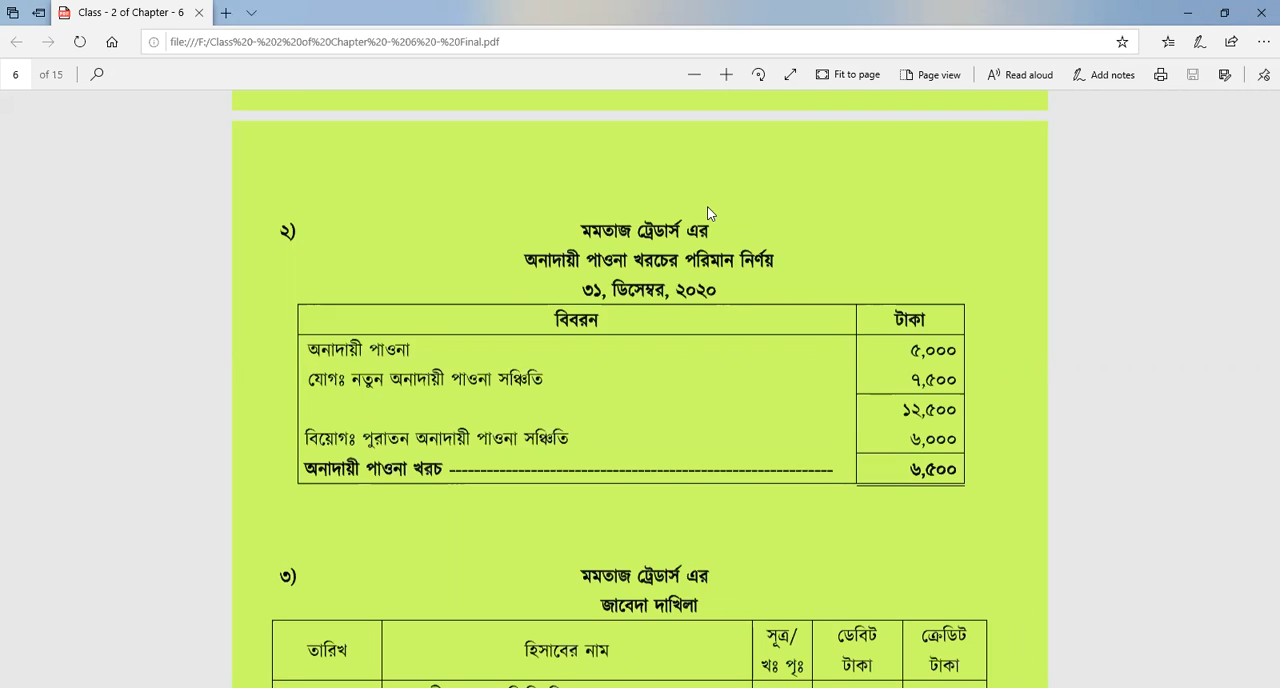 Class - 2 of Chapter - 6
file:///F:/Class%20-%202%20of%20Chapter%20-%206%20-%20Final.pdf
6 of 15
Fit to page
Page view
Read aloud
Add notes
২) মমতাজ ট্রেডার্স এর
অনাদায়ী পাওনা খরচের পরিমান নির্ণয়
৩১, ডিসেম্বর, ২০২০
বিবরন টাকা
অনাদায়ী পাওনা ৫,০০০
যোগঃ নতুন অনাদায়ী পাওনা সঞ্চিতি ৭,৫০০
১২,৫০০
বিয়োগঃ পুরাতন অনাদায়ী পাওনা সঞ্চিতি ৬,০০০
অনাদায়ী পাওনা খরচ ------------------------------------------------------------- ৬,৫০০
৩) মমতাজ ট্রেডার্স এর
জাবেদা দাখিলা
তারিখ হিসাবের নাম সূত্র/ খঃ পৃঃ ডেবিট টাকা ক্রেডিট টাকা